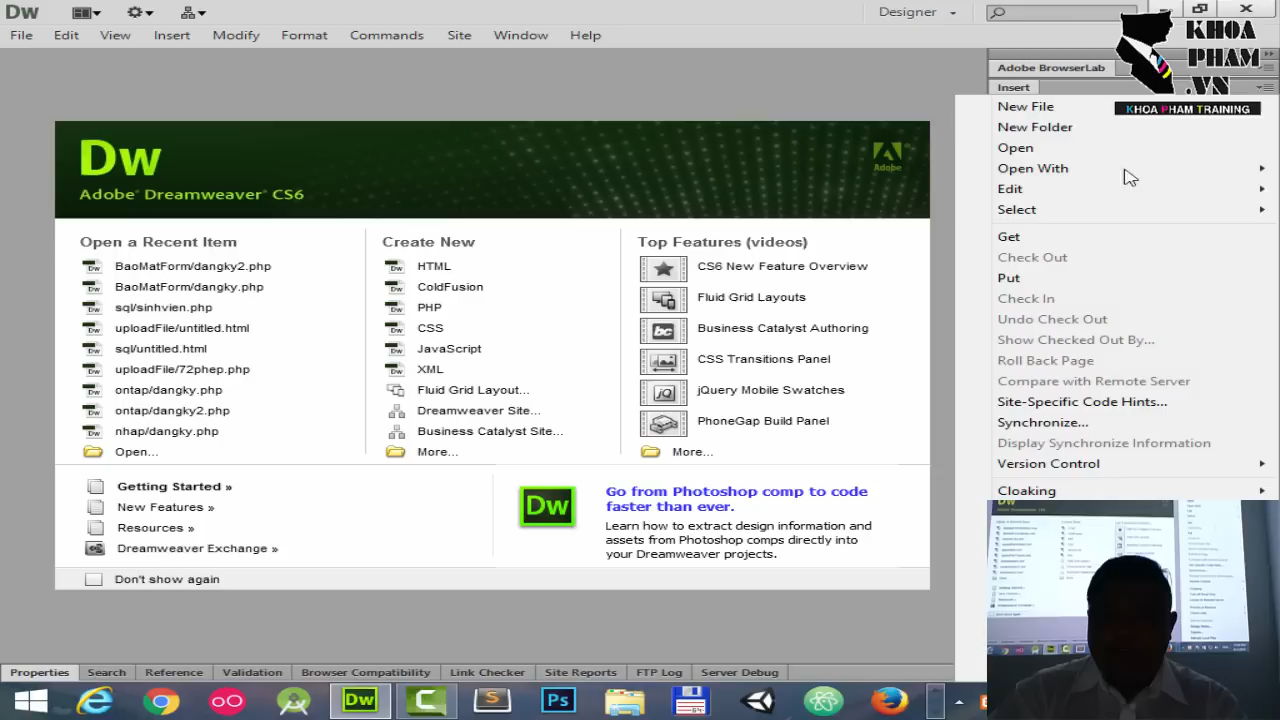 Dw
Designer
File Edit View Insert Modify Format Commands Site Window Help
KHOA
PHAM
.VN
KHOA PHAM TRAINING
Adobe BrowserLab
Insert
Dw
Adobe® Dreamweaver® CS6
Adobe
Open a Recent Item
BaoMatForm/dangky2.php
BaoMatForm/dangky.php
sql/sinhvien.php
uploadFile/untitled.html
sql/untitled.html
uploadFile/72phep.php
ontap/dangky.php
ontap/dangky2.php
nhap/dangky.php
Open...
Create New
HTML
ColdFusion
PHP
CSS
JavaScript
XML
Fluid Grid Layout...
Dreamweaver Site...
Business Catalyst Site...
More...
Top Features (videos)
CS6 New Feature Overview
Fluid Grid Layouts
bc
Business Catalyst Authoring
CSS Transitions Panel
jQ
jQuery Mobile Swatches
PhoneGap Build Panel
More...
Getting Started »
New Features »
Resources »
Dreamweaver Exchange »
Don't show again
Dw
Go from Photoshop comp to code
faster than ever.
Learn how to extract design information and
assets from Photoshop comps directly into
your Dreamweaver projects.
New File
New Folder
Open
Open With
Edit
Select
Get
Check Out
Put
Check In
Undo Check Out
Show Checked Out By...
Roll Back Page
Compare with Remote Server
Site-Specific Code Hints...
Synchronize...
Display Synchronize Information
Version Control
Cloaking
Properties Search Reference Validation Browser Compatibility Link Checker Site Reports FTP Log Server Debug
Dw
S
Ps